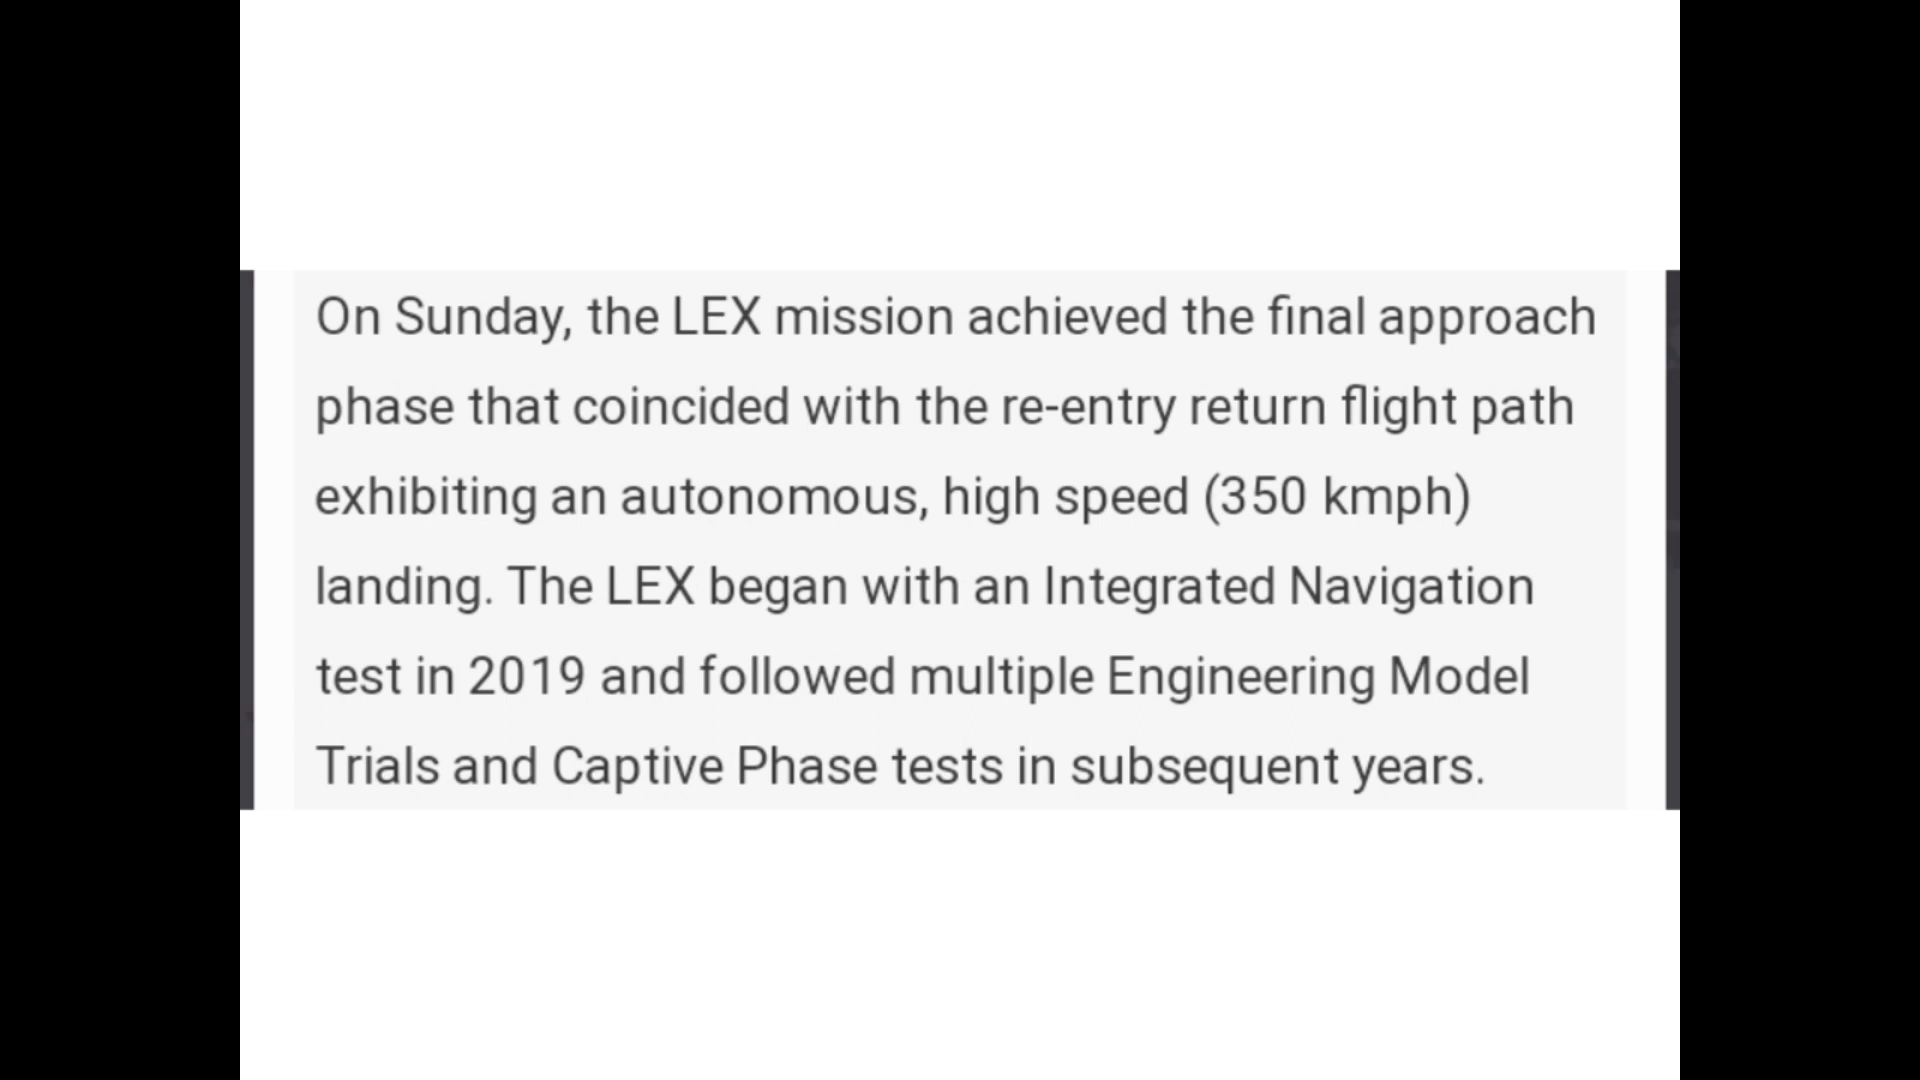 On Sunday, the LEX mission achieved the final approach
phase that coincided with the re-entry return flight path
exhibiting an autonomous, high speed (350 kmph)
landing. The LEX began with an Integrated Navigation
test in 2019 and followed multiple Engineering Model
Trials and Captive Phase tests in subsequent years.